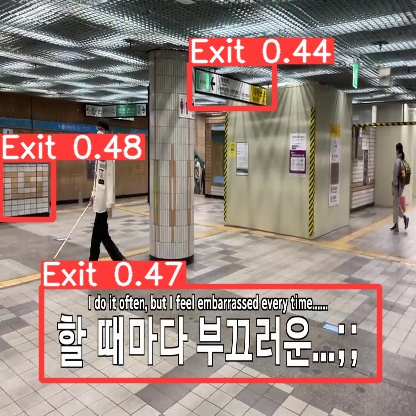 Exit 0.44
Exit 0.48
Exit 0.47
I do it often, but I feel embarrassed every time......
할 때마다 부끄러운...;;